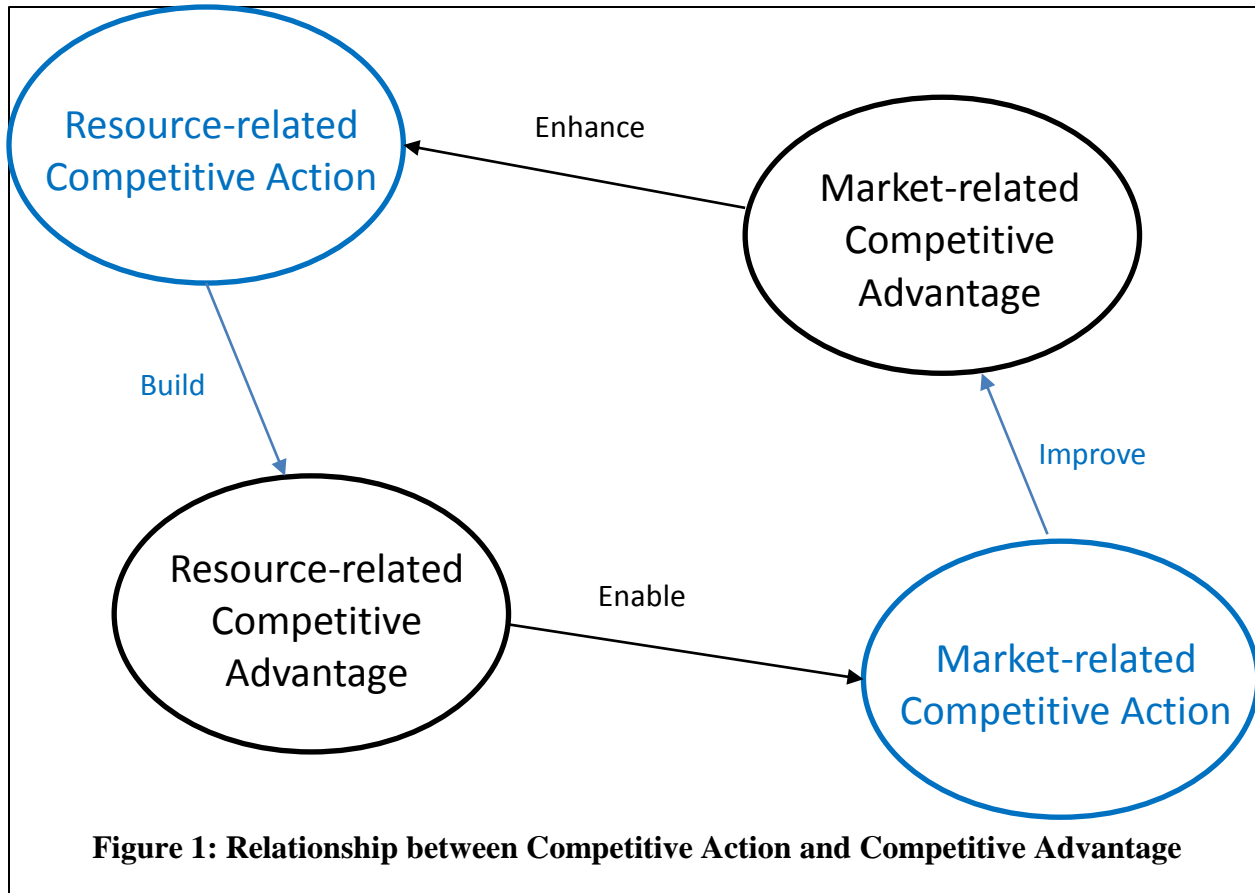 Resource-related
Competitive Action
Enhance
Market-related
Competitive
Advantage
Build
Improve
Resource-related
Competitive
Advantage
Enable
Market-related
Competitive Action
Figure 1: Relationship between Competitive Action and Competitive Advantage